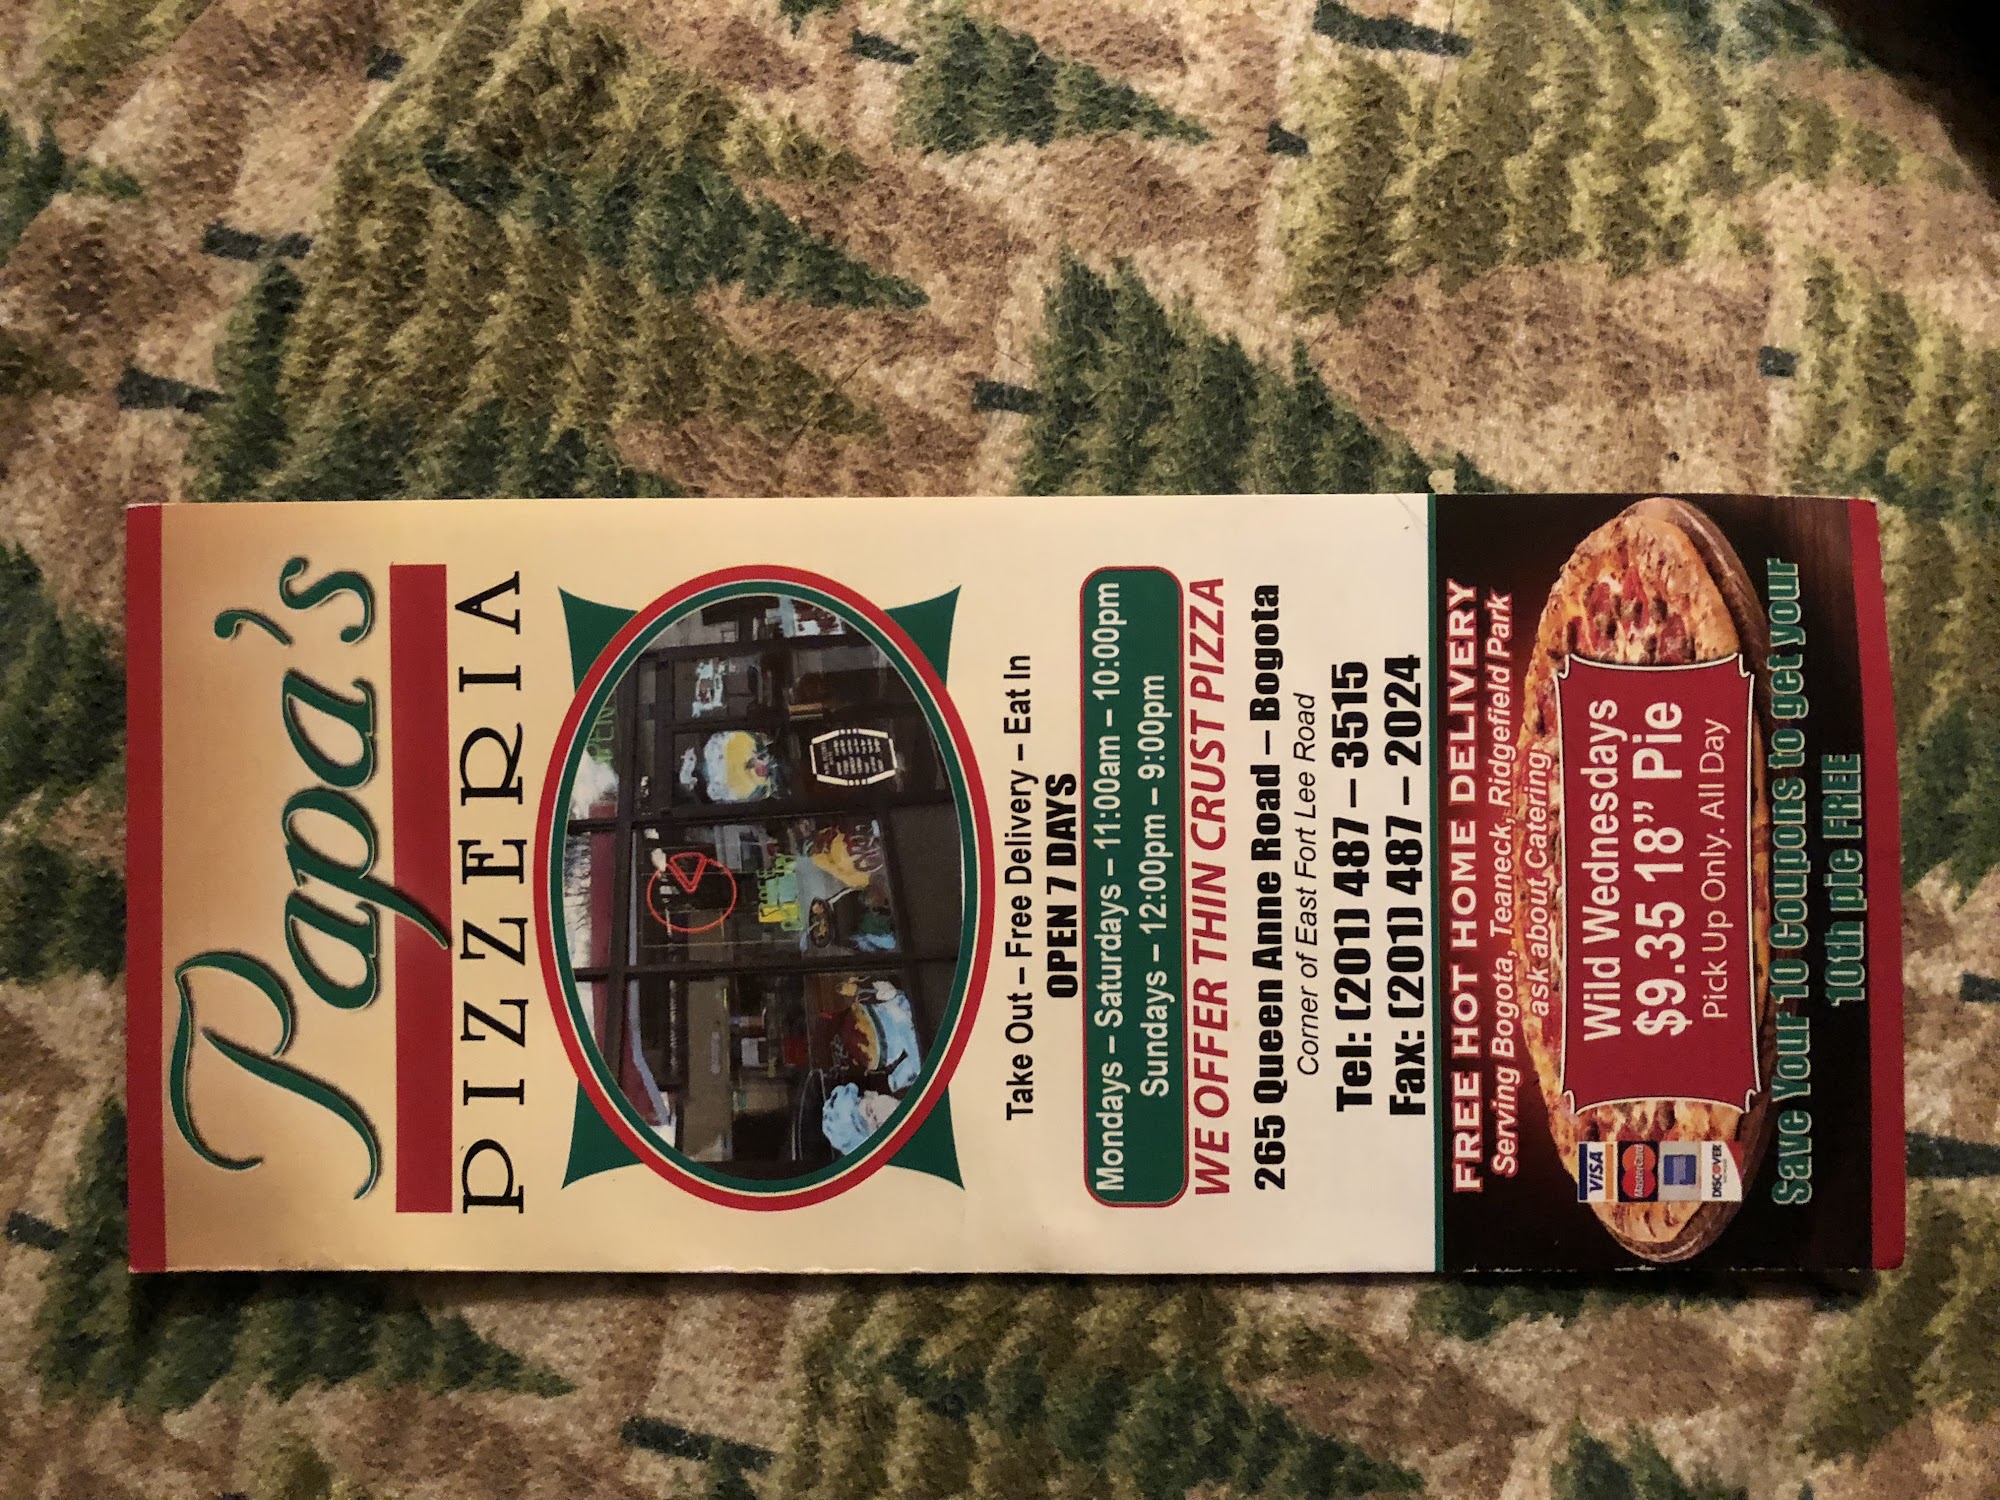 Papa's
PIZZERIA
Take Out – Free Delivery – Eat In
OPEN 7 DAYS
Mondays – Saturdays – 11:00am – 10:00pm
Sundays – 12:00pm – 9:00pm
WE OFFER THIN CRUST PIZZA
265 Queen Anne Road – Bogota
Corner of East Fort Lee Road
Tel: (201) 487 – 3515
Fax: (201) 487 – 2024
FREE HOT HOME DELIVERY
Serving Bogota, Teaneck, Ridgefield Park
ask about Catering
Wild Wednesdays
$9.35 18” Pie
Pick Up Only. All Day
VISA
MasterCard
DISCOVER
Save Your 10 Coupons to get your
10th pie FREE